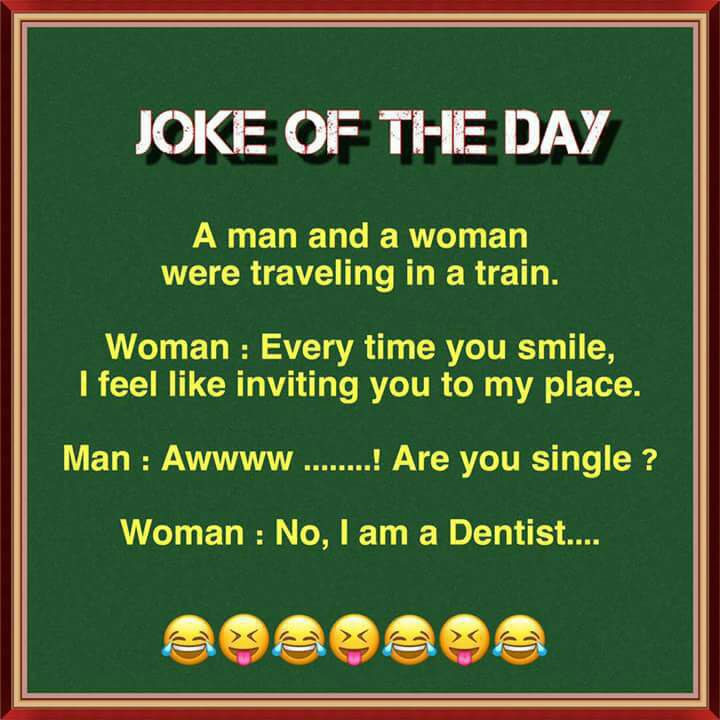 JOKE OF THE DAY
A man and a woman
were traveling in a train.
Woman : Every time you smile,
I feel like inviting you to my place.
Man : Awwww ........! Are you single ?
Woman : No, I am a Dentist....